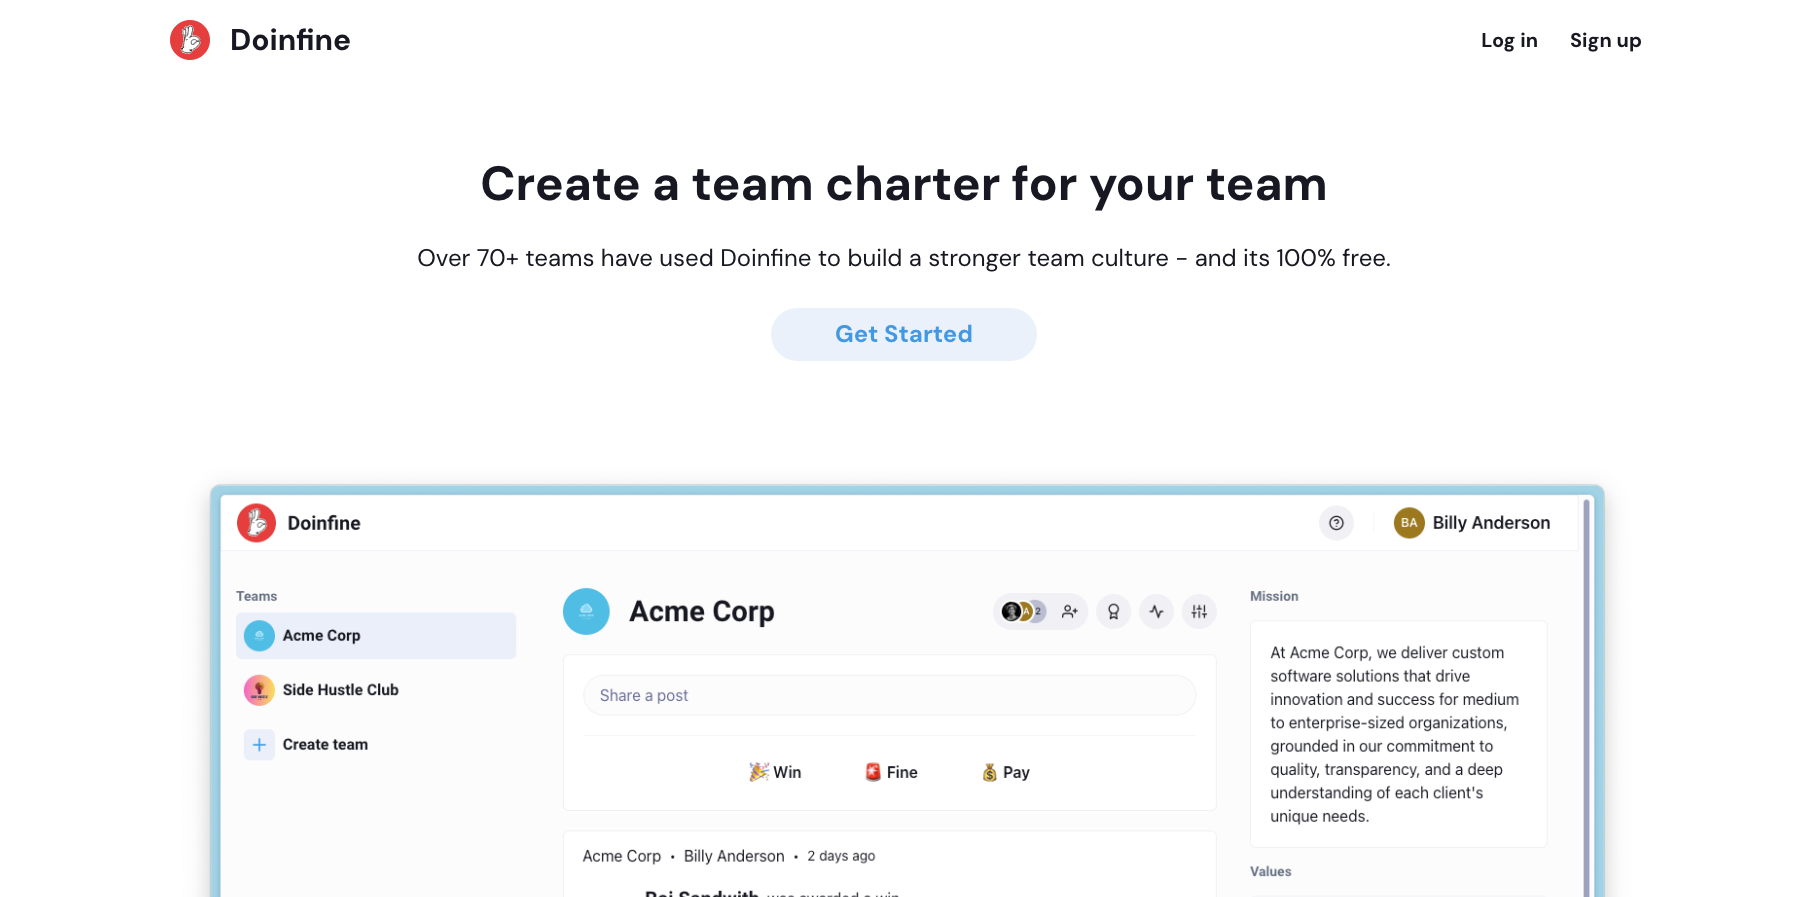 Doinfine
Log in
Sign up
Create a team charter for your team
Over 70+ teams have used Doinfine to build a stronger team culture - and its 100% free.
Get Started
Doinfine
BA
Billy Anderson
Teams
Acme Corp
Side Hustle Club
Create team
Acme Corp
A
2
Share a post
Win
Fine
Pay
Acme Corp • Billy Anderson • 2 days ago
Mission
At Acme Corp, we deliver custom
software solutions that drive
innovation and success for medium
to enterprise-sized organizations,
grounded in our commitment to
quality, transparency, and a deep
understanding of each client's
unique needs.
Values